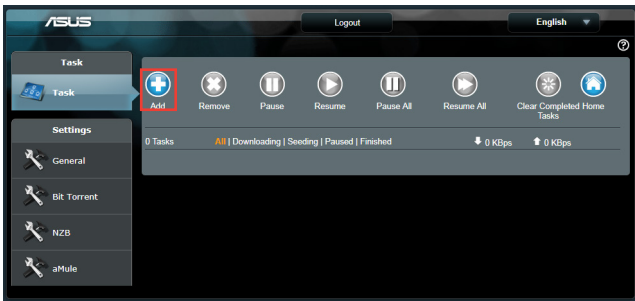 ASUS
Logout
English
Task
Task
Settings
General
Bit Torrent
NZB
aMule
Add
Remove
Pause
Resume
Pause All
Resume All
Clear Completed
Tasks
Home
0 Tasks
All | Downloading | Seeding | Paused | Finished
0 KBps
0 KBps